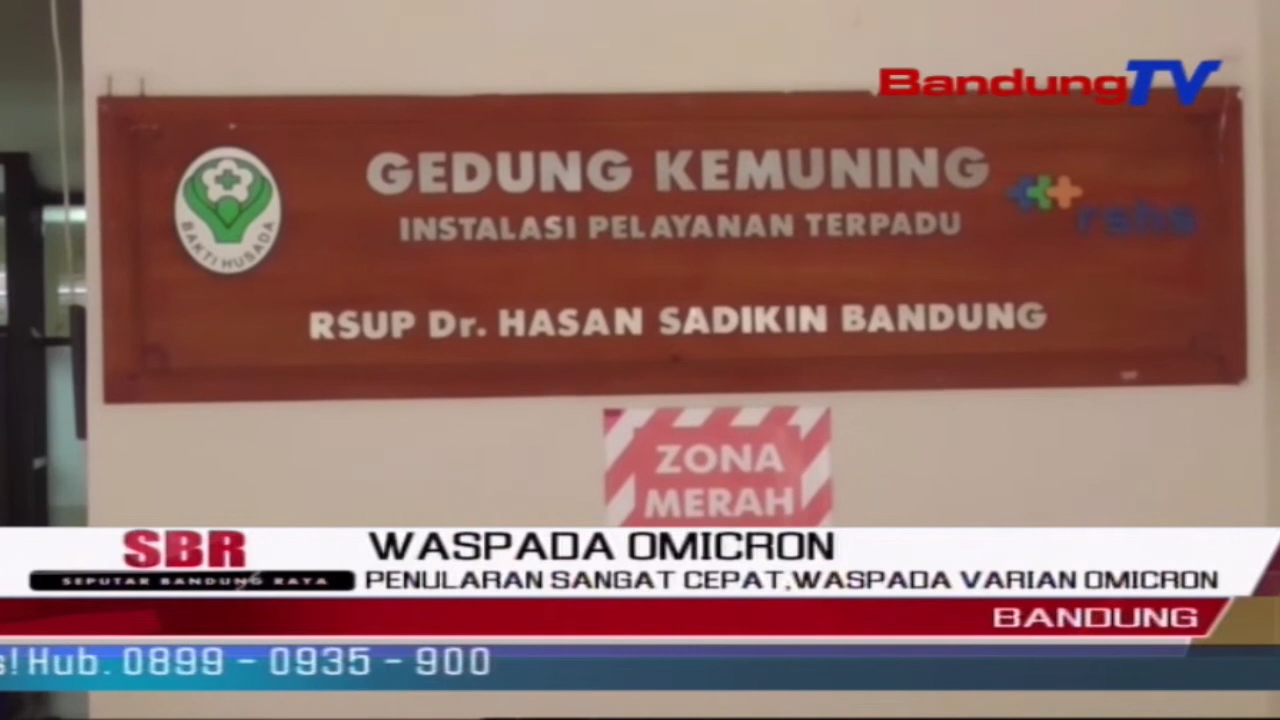 BandungTV
GEDUNG KEMUNING
INSTALASI PELAYANAN TERPADU
BAKTI HUSADA
rshs
RSUP Dr. HASAN SADIKIN BANDUNG
ZONA
MERAH
SBR
SEPUTAR BANDUNG RAYA
WASPADA OMICRON
PENULARAN SANGAT CEPAT,WASPADA VARIAN OMICRON
BANDUNG
s! Hub. 0899 - 0935 - 900